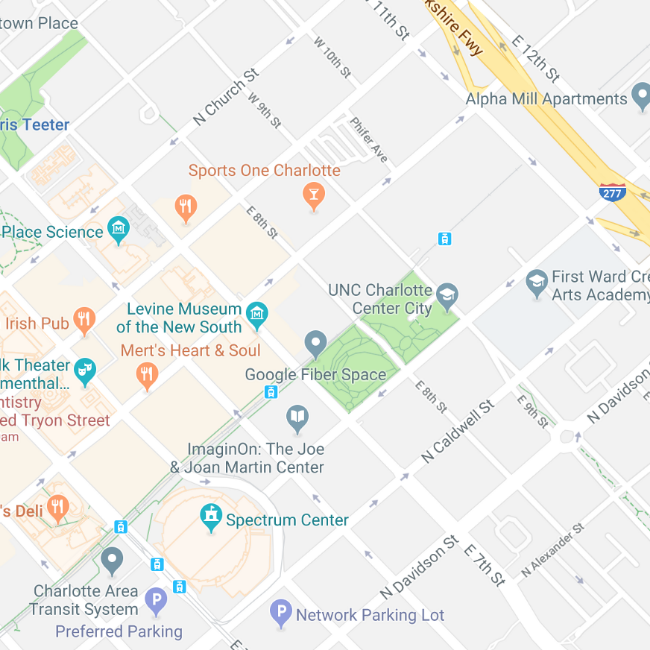 town Place
W 11th St
kshire Fwy
E 12th St
W 10th St
N Church St
Alpha Mill Apartments
W 9th St
ris Teeter
Phifer Ave
Sports One Charlotte
277
E 8th St
Place Science
UNC Charlotte
Center City
First Ward Cre
Arts Academy
Levine Museum
of the New South
Irish Pub
Mert's Heart & Soul
lk Theater
menthal...
Google Fiber Space
ntistry
ed Tryon Street
am
E 8th St
E 9th St
N Davidson S
N Caldwell St
ImaginOn: The Joe
& Joan Martin Center
's Deli
Spectrum Center
N Alexander St
N Davidson St
E 7th St
Charlotte Area
Transit System
P
Preferred Parking
P
Network Parking Lot